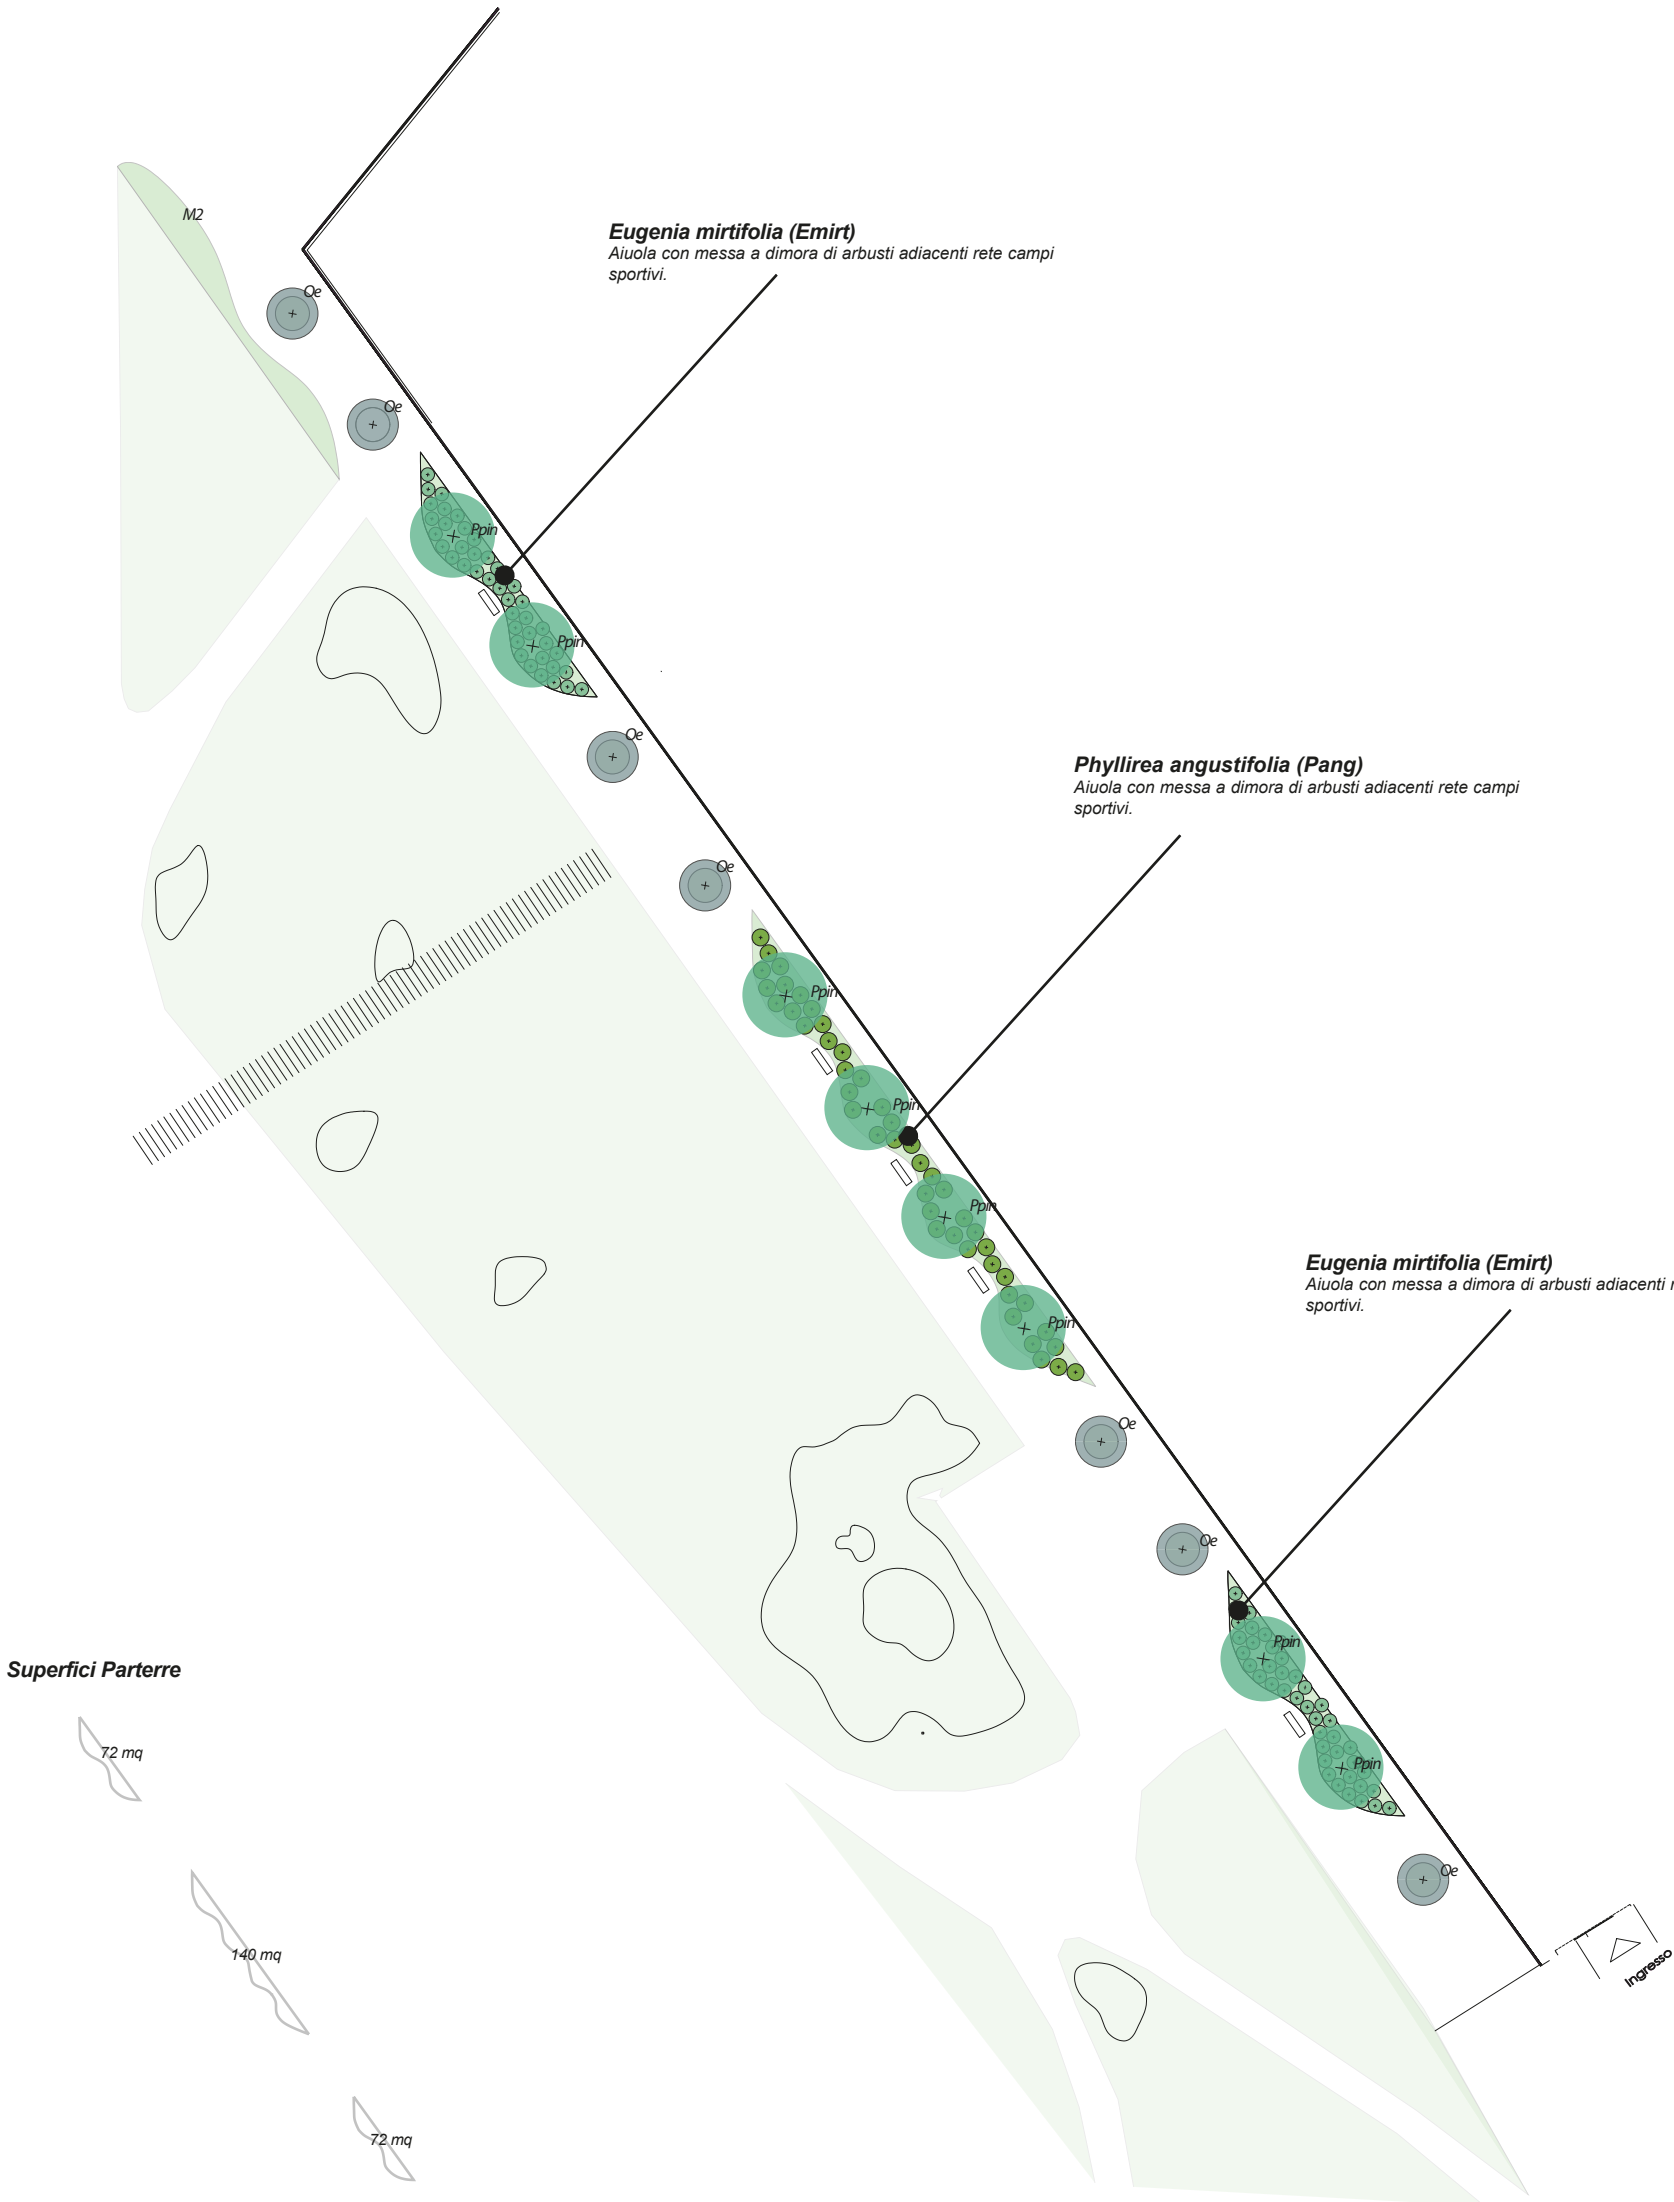 M2
Eugenia mirtifolia (Emirt)
Aiuola con messa a dimora di arbusti adiacenti rete campi
sportivi.
Oe
Oe
Ppin
Ppin
Oe
Phyllirea angustifolia (Pang)
Aiuola con messa a dimora di arbusti adiacenti rete campi
sportivi.
Oe
Ppin
Ppin
Ppin
Eugenia mirtifolia (Emirt)
Aiuola con messa a dimora di arbusti adiacenti
sportivi.
Ppin
Oe
Oe
Ppin
Superfici Parterre
72 mq
Ppin
Oe
140 mq
Ingresso
72 mq